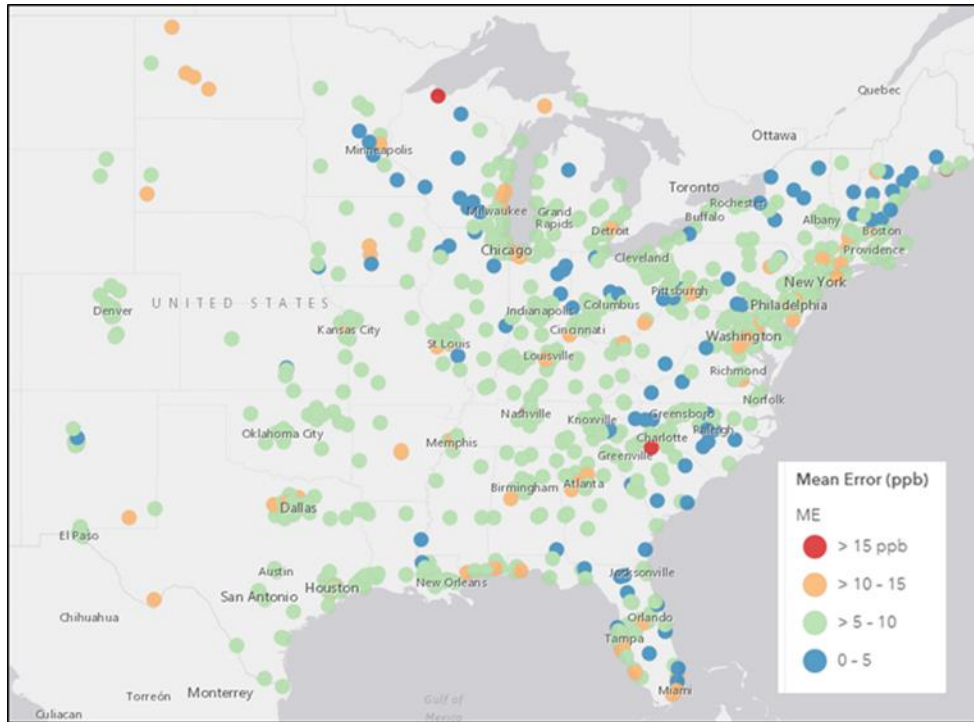 Quebec
Ottawa
Minneapolis
Toronto
Rochester
Buffalo
Albany
Milwaukee
Grand
Rapids
Detroit
Boston
Providence
Chicago
Cleveland
New York
Pittsburgh
Philadelphia
Denver
UNITED STATES
Indianapolis
Columbus
Kansas City
St Louis
Cincinnati
Washington
Louisville
Richmond
Norfolk
Nashville
Knoxville
Greensboro
Raleigh
Oklahoma City
Memphis
Charlotte
Greenville
Birmingham
Atlanta
Dallas
El Paso
Austin
Houston
San Antonio
New Orleans
Jacksonville
Chihuahua
Orlando
Tampa
Miami
Torreón
Monterrey
Culiacan
Gulf of
Mexico
Mean Error (ppb)
ME
> 15 ppb
> 10 - 15
> 5 - 10
0 - 5